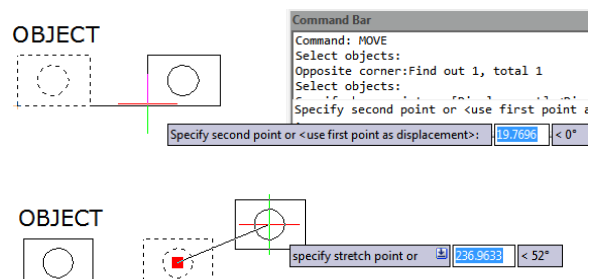 OBJECT
Command Bar
Command: MOVE
Select objects:
Opposite corner:Find out 1, total 1
Select objects:
Specify second point or <use first point a
Specify second point or <use first point as displacement>: 19.7696 < 0°
OBJECT
specify stretch point or 236.9633 < 52°